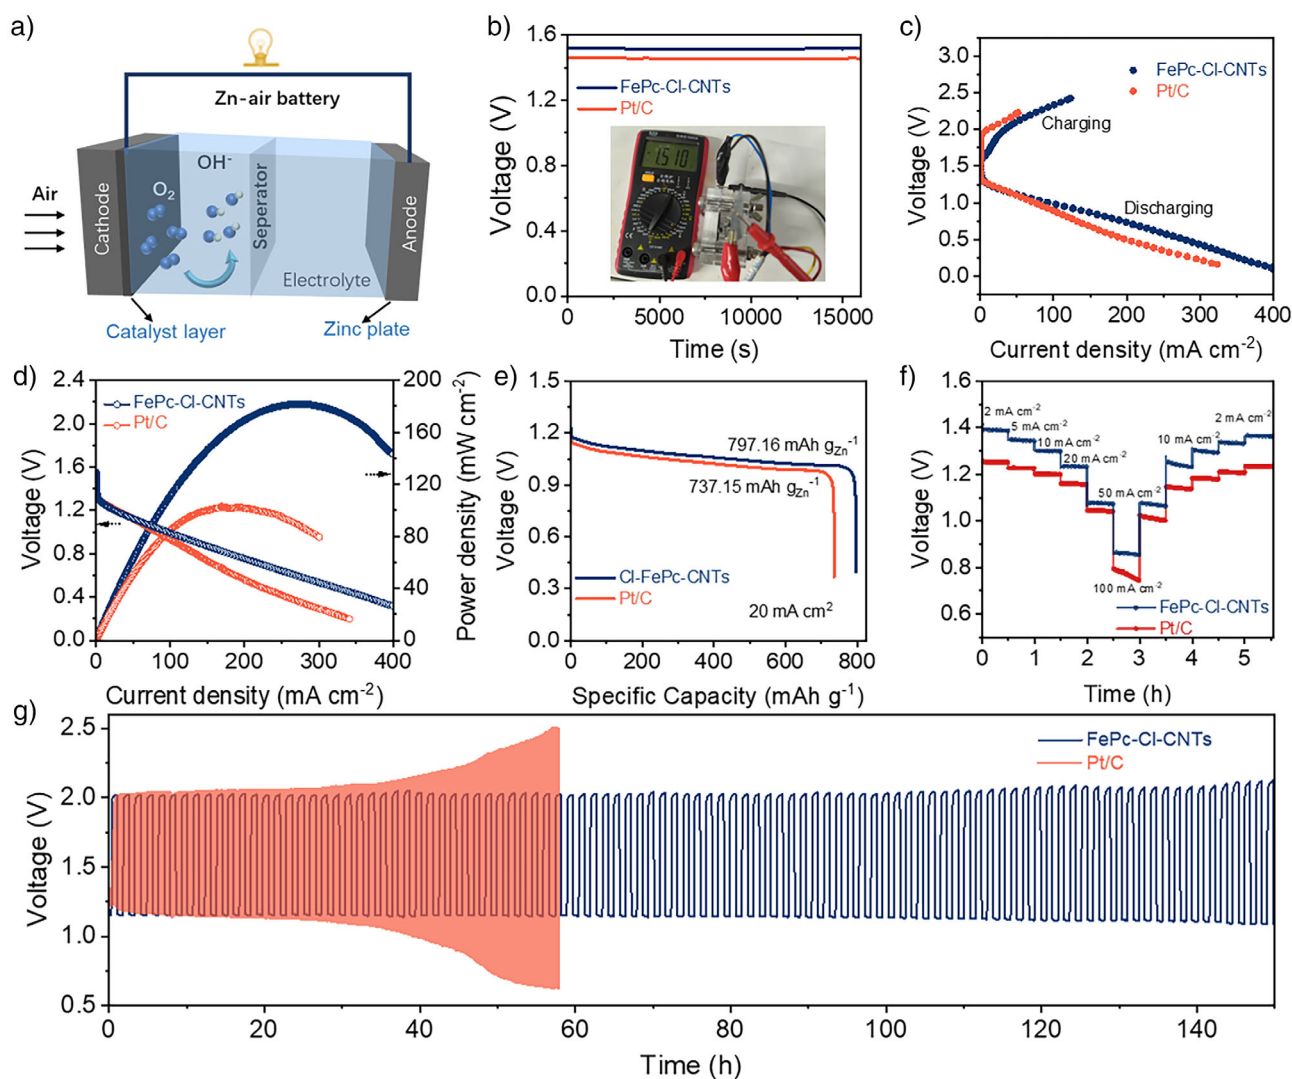 a)
Zn-air battery
OH-
O2
Air
Cathode
Seperator
Anode
Electrolyte
Catalyst layer
Zinc plate
b)
1.6
1.2
0.8
0.4
0.0
Voltage (V)
FePc-Cl-CNTs
Pt/C
-1.510
0
5000
10000
15000
Time (s)
c)
3.0
2.5
2.0
1.5
1.0
0.5
0.0
Voltage (V)
FePc-Cl-CNTs
Pt/C
Charging
Discharging
0
100
200
300
400
Current density (mA cm-2)
d)
2.4
2.0
1.6
1.2
0.8
0.4
0.0
Voltage (V)
FePc-Cl-CNTs
Pt/C
200
160
120
80
40
0
Power density (mW cm-2)
0
100
200
300
400
Current density (mA cm-2)
e)
1.5
1.2
0.9
0.6
0.3
0.0
Voltage (V)
797.16 mAh gZn-1
737.15 mAh gZn-1
Cl-FePc-CNTs
Pt/C
20 mA cm2
0
200
400
600
800
Specific Capacity (mAh g-1)
f)
1.6
1.4
1.2
1.0
0.8
0.6
Voltage (V)
2 mA cm-2
5 mA cm-2
10 mA cm-2
20 mA cm-2
50 mA cm-2
100 mA cm-2
10 mA cm-2
2 mA cm-2
FePc-Cl-CNTs
Pt/C
0
1
2
3
4
5
Time (h)
g)
2.5
2.0
1.5
1.0
0.5
Voltage (V)
FePc-Cl-CNTs
Pt/C
0
20
40
60
80
100
120
140
Time (h)